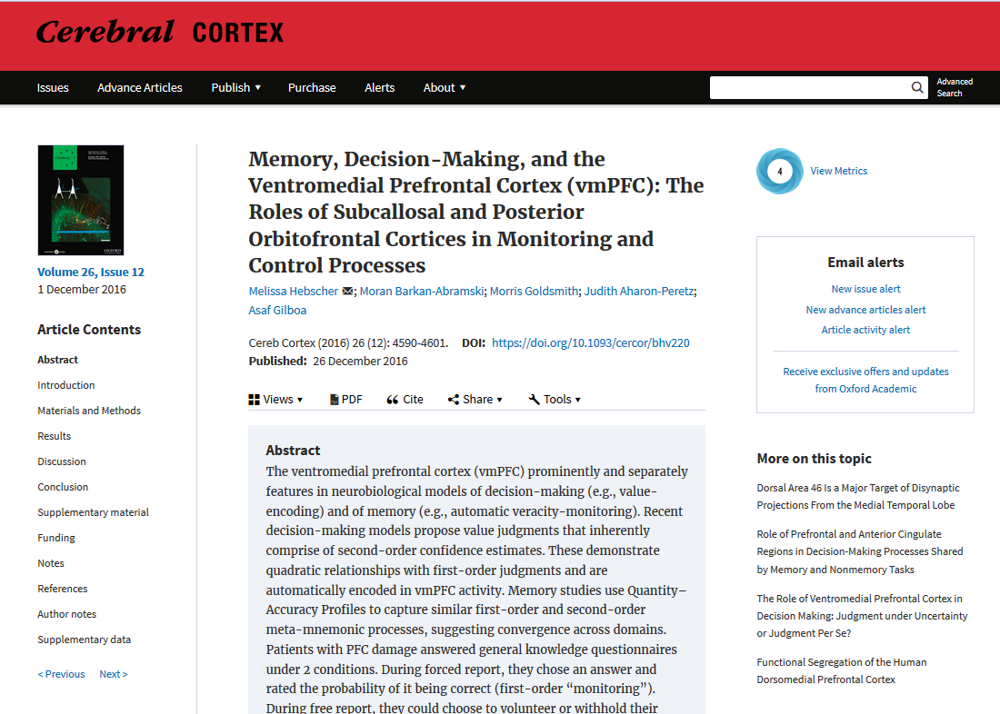 Cerebral CORTEX
Issues Advance Articles Publish ▼ Purchase Alerts About ▼
Advanced
Search
Volume 26, Issue 12
1 December 2016
Article Contents
Abstract
Introduction
Materials and Methods
Results
Discussion
Conclusion
Supplementary material
Funding
Notes
References
Author notes
Supplementary data
< Previous Next >
Memory, Decision-Making, and the
Ventromedial Prefrontal Cortex (vmPFC): The
Roles of Subcallosal and Posterior
Orbitofrontal Cortices in Monitoring and
Control Processes
Melissa Hebscher ; Moran Barkan-Abramski; Morris Goldsmith; Judith Aharon-Peretz;
Asaf Gilboa
Cereb Cortex (2016) 26 (12): 4590-4601. DOI: https://doi.org/10.1093/cercor/bhv220
Published: 26 December 2016
Views ▼ PDF Cite Share ▼ Tools ▼
Abstract
The ventromedial prefrontal cortex (vmPFC) prominently and separately
features in neurobiological models of decision-making (e.g., value-
encoding) and of memory (e.g., automatic veracity-monitoring). Recent
decision-making models propose value judgments that inherently
comprise of second-order confidence estimates. These demonstrate
quadratic relationships with first-order judgments and are
automatically encoded in vmPFC activity. Memory studies use Quantity–
Accuracy Profiles to capture similar first-order and second-order
meta-mnemonic processes, suggesting convergence across domains.
Patients with PFC damage answered general knowledge questionnaires
under 2 conditions. During forced report, they chose an answer and
rated the probability of it being correct (first-order “monitoring”).
During free report, they could choose to volunteer or withhold their
4 View Metrics
Email alerts
New issue alert
New advance articles alert
Article activity alert
Receive exclusive offers and updates
from Oxford Academic
More on this topic
Dorsal Area 46 Is a Major Target of Disynaptic
Projections From the Medial Temporal Lobe
Role of Prefrontal and Anterior Cingulate
Regions in Decision-Making Processes Shared
by Memory and Nonmemory Tasks
The Role of Ventromedial Prefrontal Cortex in
Decision Making: Judgment under Uncertainty
or Judgment Per Se?
Functional Segregation of the Human
Dorsomedial Prefrontal Cortex